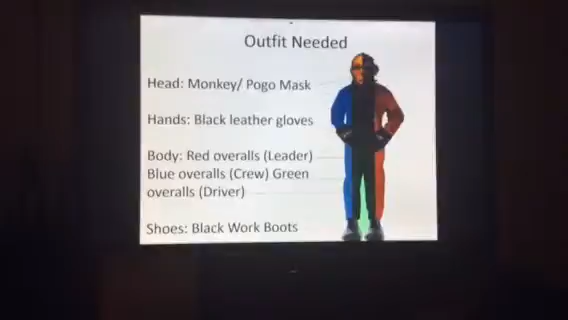 Outfit Needed
Head: Monkey/ Pogo Mask
Hands: Black leather gloves
Body: Red overalls (Leader)
Blue overalls (Crew) Green
overalls (Driver)
Shoes: Black Work Boots